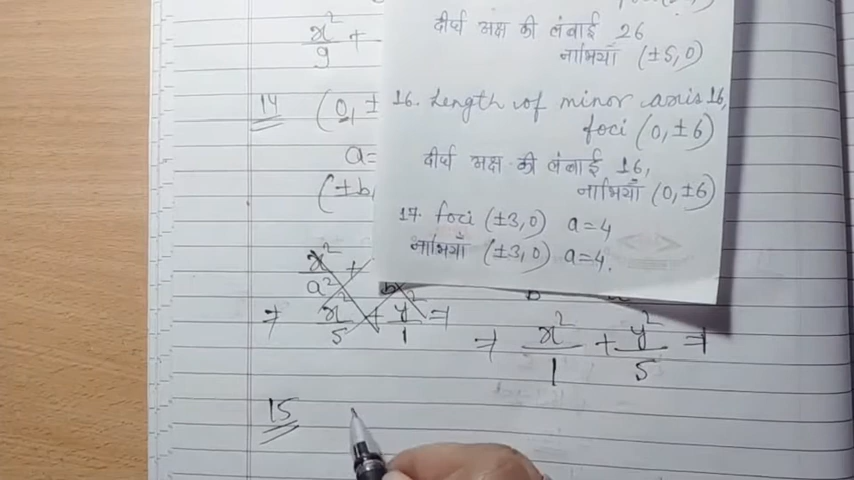 दीर्घ अक्ष की लंबाई 26
नाभियाँ (±5,0)
16. Length of minor axis 16,
foci (0, ±6)
दीर्घ अक्ष की लंबाई 16,
नाभियाँ (0, ±6)
17. foci (±3,0) a=4
नाभियाँ (±3,0) a=4.
x²/9 +
14 (0, ±
a=
(±b,
x²/a² +
⇒ x²/5 + y²/1 ⇒
⇒ x²/1 + y²/5 ⇒
15